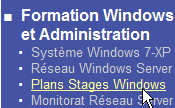 Formation Windows
et Administration
Système Windows 7-XP
Réseau Windows Server
Plans Stages Windows
Monitorat Réseau Server